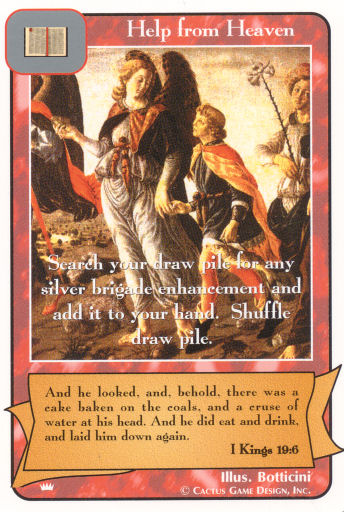 Help from Heaven
Search your draw pile for any
silver brigade enhancement and
add it to your hand. Shuffle
draw pile.
And he looked, and, behold, there was a
cake baken on the coals, and a cruse of
water at his head. And he did eat and drink,
and laid him down again.
I Kings 19:6
Illus. Botticini
© Cactus Game Design, Inc.